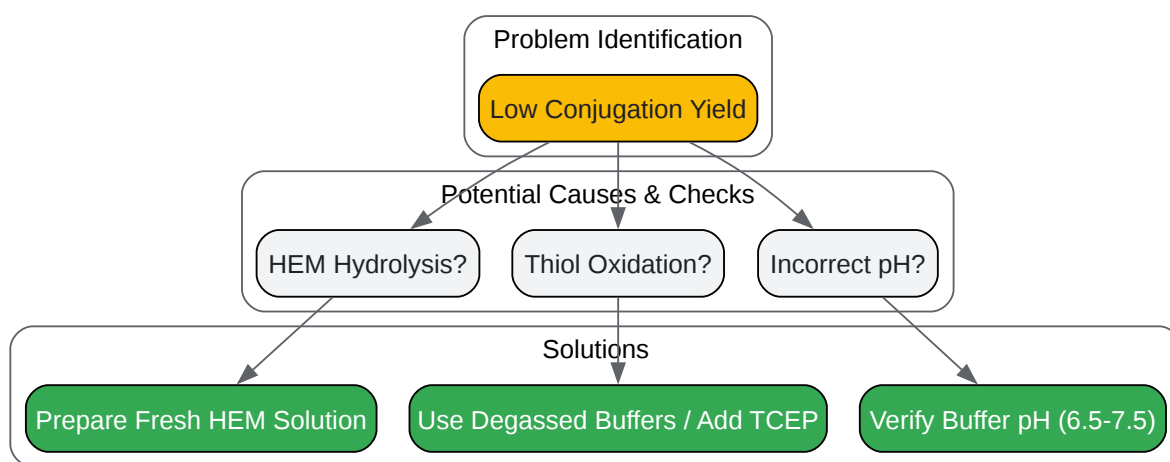 Problem Identification
Low Conjugation Yield
Potential Causes & Checks
HEM Hydrolysis?
Thiol Oxidation?
Incorrect pH?
Solutions
Prepare Fresh HEM Solution
Use Degassed Buffers / Add TCEP
Verify Buffer pH (6.5-7.5)